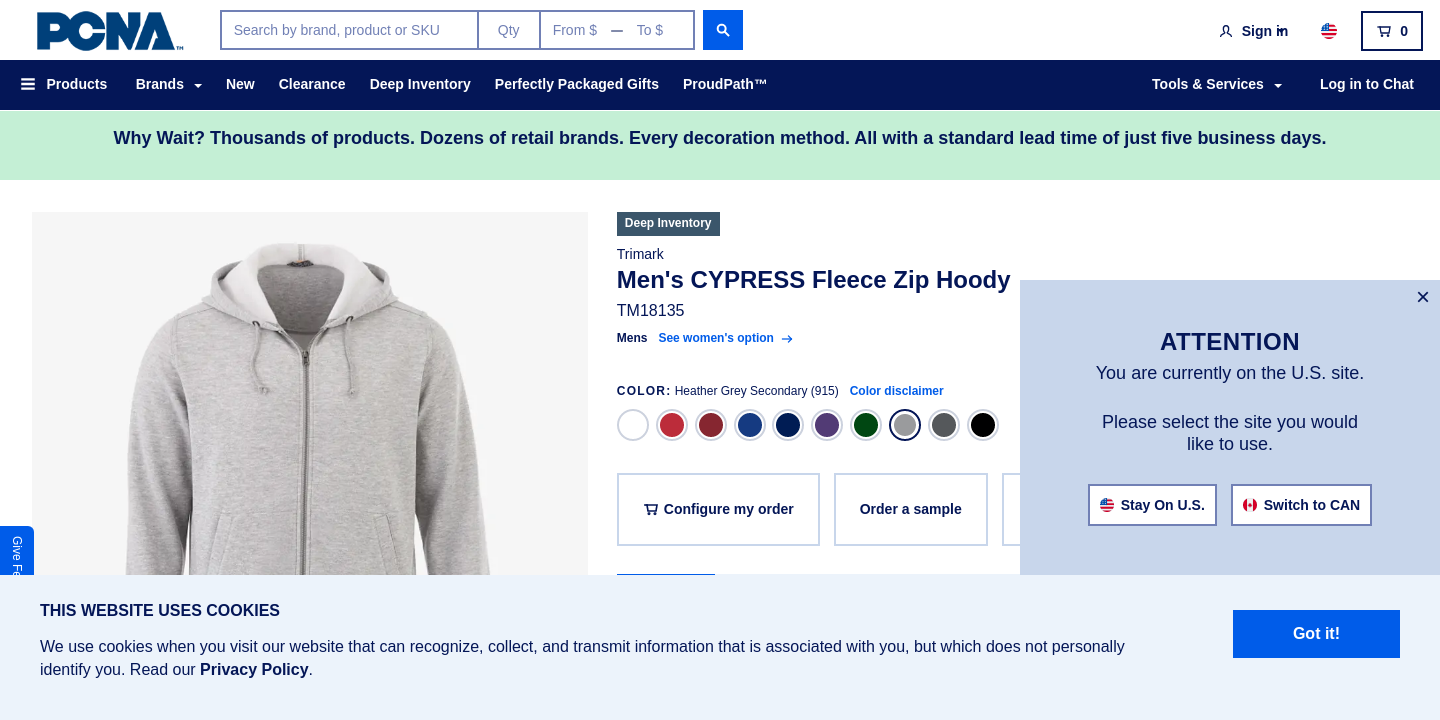 PCNA™
Search by brand, product or SKU
Qty
From $ — To $
Sign in
0
Products
Brands
New
Clearance
Deep Inventory
Perfectly Packaged Gifts
ProudPath™
Tools & Services
Log in to Chat
Why Wait? Thousands of products. Dozens of retail brands. Every decoration method. All with a standard lead time of just five business days.
Deep Inventory
Trimark
Men's CYPRESS Fleece Zip Hoody
TM18135
Mens See women's option →
COLOR: Heather Grey Secondary (915) Color disclaimer
Configure my order
Order a sample
×
ATTENTION
You are currently on the U.S. site.
Please select the site you would
like to use.
Stay On U.S.
Switch to CAN
Give Fe
THIS WEBSITE USES COOKIES
We use cookies when you visit our website that can recognize, collect, and transmit information that is associated with you, but which does not personally
identify you. Read our Privacy Policy.
Got it!